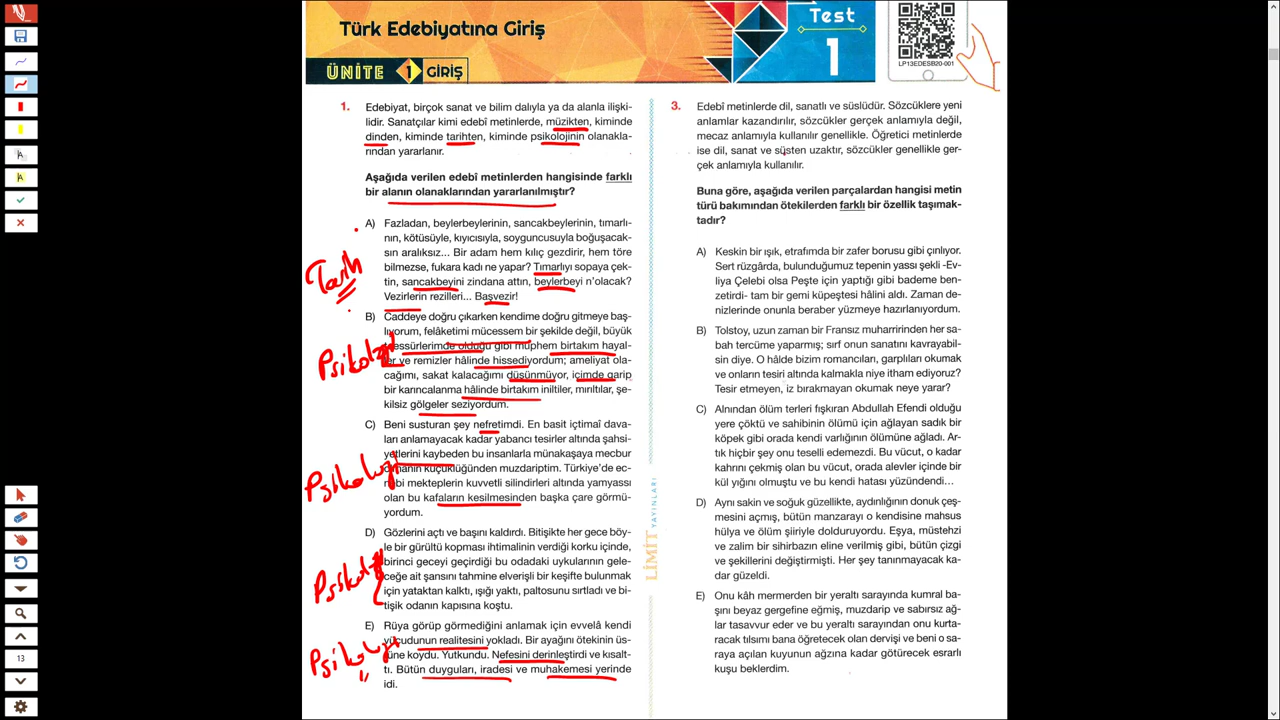 Türk Edebiyatına Giriş
Test
1
ÜNİTE 1 GİRİŞ
LP13EDESB20-001
1. Edebiyat, birçok sanat ve bilim dalıyla ya da alanla ilişki-
lidir. Sanatçılar kimi edebî metinlerde, müzikten, kiminde
dinden, kiminde tarihten, kiminde psikolojinin olanakla-
rından yararlanır.
Aşağıda verilen edebî metinlerden hangisinde farklı
bir alanın olanaklarından yararlanılmıştır?
A) Fazladan, beylerbeylerinin, sancakbeylerinin, tımarlı-
nın, kötüsüyle, kıyıcısıyla, soyguncusuyla boğuşacak-
sın aralıksız... Bir adam hem kılıç gezdirir, hem töre
bilmezse, fukara kadı ne yapar? Tımarlıyı sopaya çek-
tin, sancakbeyini zindana attın, beylerbeyi n'olacak?
Vezirlerin rezilleri... Başvezir!
Tarih
B) Caddeye doğru çıkarken kendime doğru gitmeye baş-
lıyorum, felâketimi mücessem bir şekilde değil, büyük
teessürlerimde olduğu gibi müphem birtakım hayal-
ler ve remizler hâlinde hissediyordum; ameliyat ola-
cağımı, sakat kalacağımı düşünmüyor, içimde garip
bir karıncalanma hâlinde birtakım iniltiler, mırıltılar, şe-
kilsiz gölgeler seziyordum.
Psikoloji
C) Beni susturan şey nefretimdi. En basit içtimaî dava-
ları anlamayacak kadar yabancı tesirler altında şahsi-
yetlerini kaybeden bu insanlarla münakaşaya mecbur
olmanın küçüklüğünden muzdariptim. Türkiye'de ec-
nebi mekteplerin kuvvetli silindirleri altında yamyassı
olan bu kafaların kesilmesinden başka çare görmü-
yordum.
Psikoloji
D) Gözlerini açtı ve başını kaldırdı. Bitişikte her gece böy-
le bir gürültü kopması ihtimalinin verdiği korku içinde,
birinci geceyi geçirdiği bu odadaki uykularının gele-
ceğe ait şansını tahmine elverişli bir keşifte bulunmak
için yataktan kalktı, ışığı yaktı, paltosunu sırtladı ve bi-
tişik odanın kapısına koştu.
Psikoloji
E) Rüya görüp görmediğini anlamak için evvelâ kendi
vücudunun realitesini yokladı. Bir ayağını ötekinin üs-
tüne koydu. Yutkundu. Nefesini derinleştirdi ve kısalt-
tı. Bütün duyguları, iradesi ve muhakemesi yerinde
idi.
Psikoloji
LİMİT YAYINLARI
3. Edebî metinlerde dil, sanatlı ve süslüdür. Sözcüklere yeni
anlamlar kazandırılır, sözcükler gerçek anlamıyla değil,
mecaz anlamıyla kullanılır genellikle. Öğretici metinlerde
ise dil, sanat ve süsten uzaktır, sözcükler genellikle ger-
çek anlamıyla kullanılır.
Buna göre, aşağıda verilen parçalardan hangisi metin
türü bakımından ötekilerden farklı bir özellik taşımak-
tadır?
A) Keskin bir ışık, etrafımda bir zafer borusu gibi çınlıyor.
Sert rüzgârda, bulunduğumuz tepenin yassı şekli -Ev-
liya Çelebi olsa Peşte için yaptığı gibi bademe ben-
zetirdi- tam bir gemi küpeştesi hâlini aldı. Zaman de-
nizlerinde onunla beraber yüzmeye hazırlanıyordum.
B) Tolstoy, uzun zaman bir Fransız muharririnden her sa-
bah tercüme yaparmış; sırf onun sanatını kavrayabil-
sin diye. O hâlde bizim romancıları, garplıları okumak
ve onların tesiri altında kalmakla niye itham ediyoruz?
Tesir etmeyen, iz bırakmayan okumak neye yarar?
C) Alnından ölüm terleri fışkıran Abdullah Efendi olduğu
yere çöktü ve sahibinin ölümü için ağlayan sadık bir
köpek gibi orada kendi varlığının ölümüne ağladı. Ar-
tık hiçbir şey onu teselli edemezdi. Bu vücut, o kadar
kahrını çekmiş olan bu vücut, orada alevler içinde bir
kül yığını olmuştu ve bu kendi hatası yüzündendi...
D) Aynı sakin ve soğuk güzellikte, aydınlığının donuk çeş-
mesini açmış, bütün manzarayı o kendisine mahsus
hülya ve ölüm şiiriyle dolduruyordu. Eşya, müstehzi
ve zalim bir sihirbazın eline verilmiş gibi, bütün çizgi
ve şekillerini değiştirmişti. Her şey tanınmayacak ka-
dar güzeldi.
E) Onu kâh mermerden bir yeraltı sarayında kumral ba-
şını beyaz gergefine eğmiş, muzdarip ve sabırsız ağ-
lar tasavvur eder ve bu yeraltı sarayından onu kurta-
racak tılsımı bana öğretecek olan dervişi ve beni o sa-
raya açılan kuyunun ağzına kadar götürecek esrarlı
kuşu beklerdim.
13